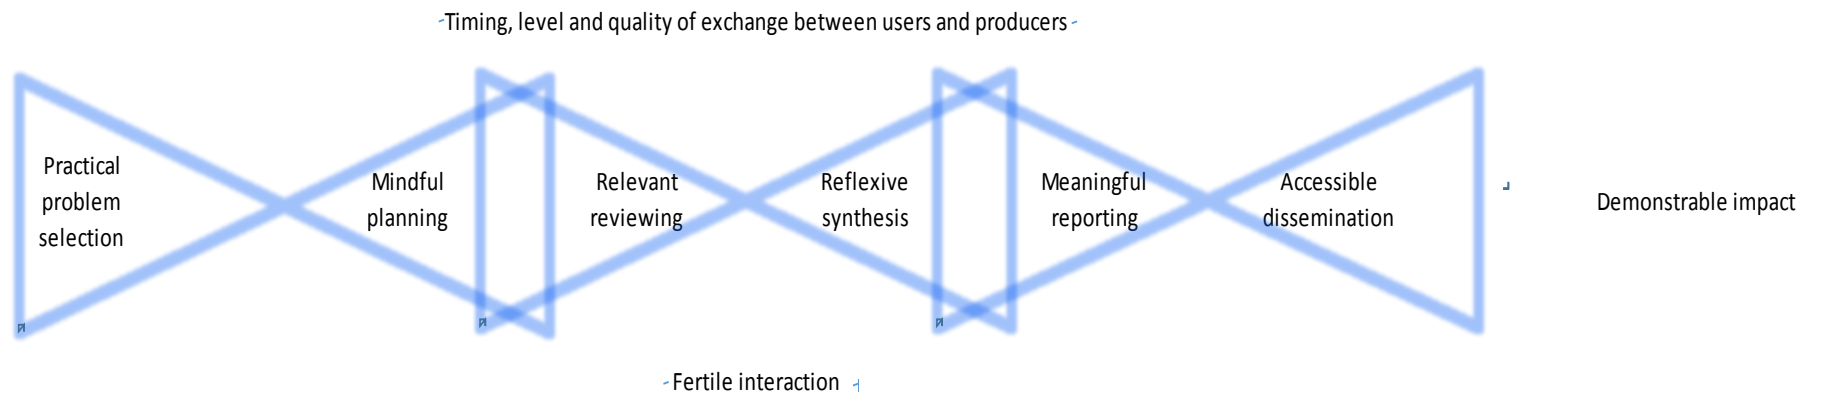 Timing, level and quality of exchange between users and producers
Practical
problem
selection
Mindful
planning
Relevant
reviewing
Reflexive
synthesis
Meaningful
reporting
Accessible
dissemination
Demonstrable impact
Fertile interaction